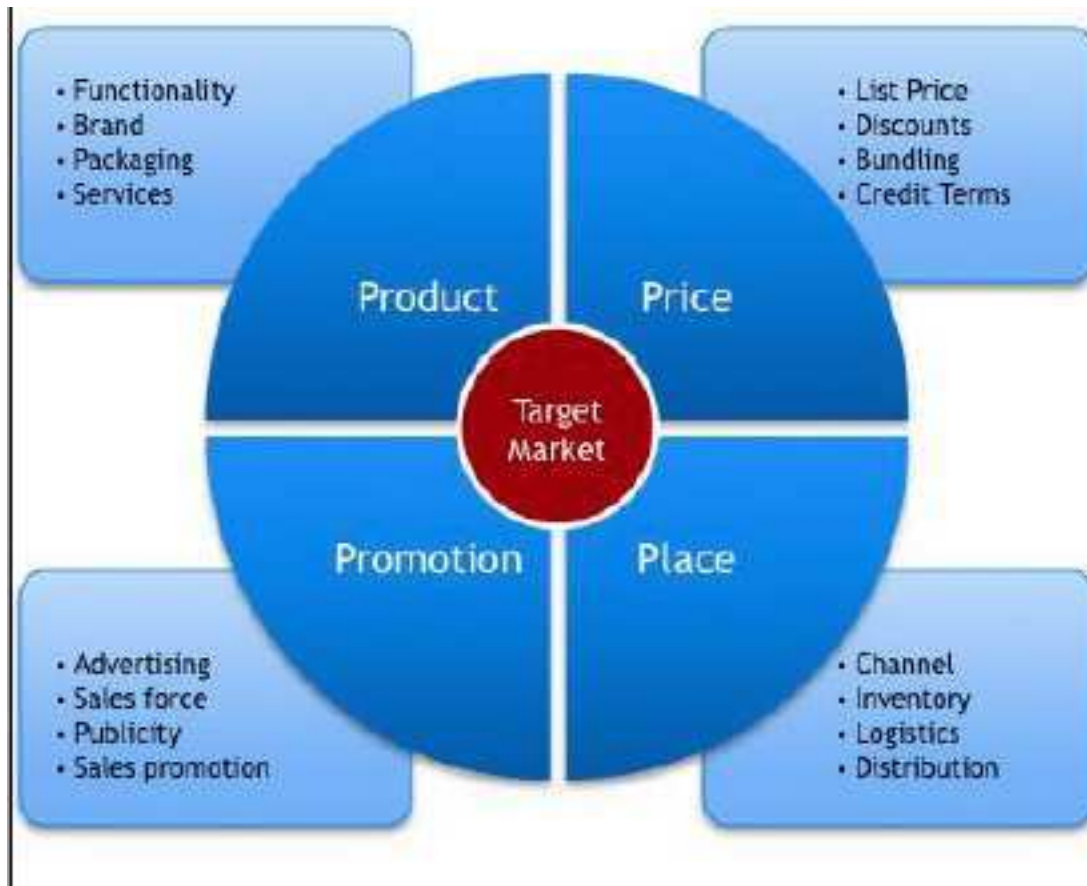 • Functionality
• Brand
• Packaging
• Services
• List Price
• Discounts
• Bundling
• Credit Terms
Product
Price
Target
Market
Promotion
Place
• Advertising
• Sales force
• Publicity
• Sales promotion
• Channel
• Inventory
• Logistics
• Distribution